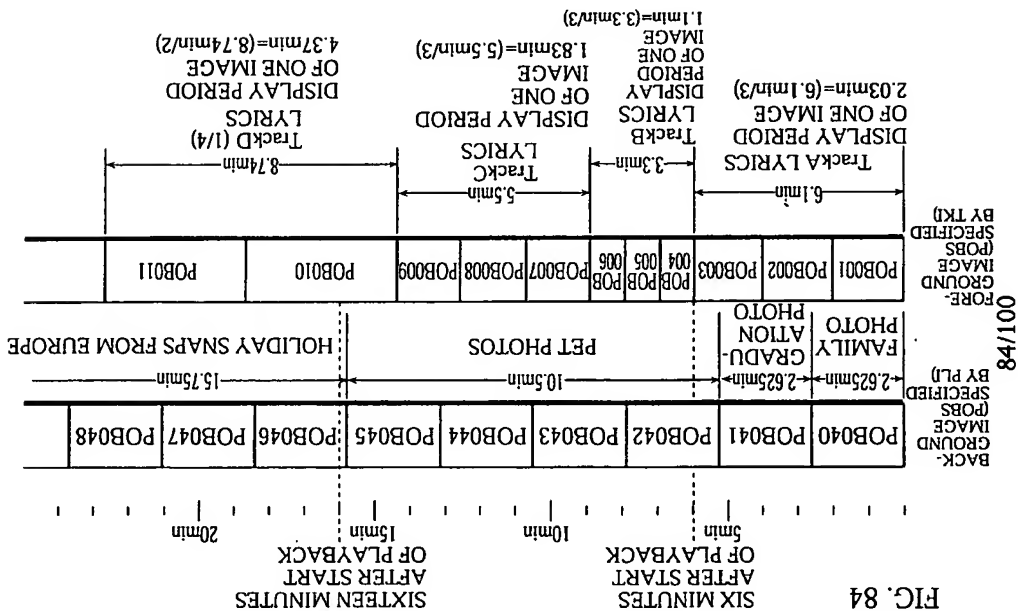 FIG. 84
SIX MINUTES
AFTER START
OF PLAYBACK
SIXTEEN MINUTES
AFTER START
OF PLAYBACK
5min 10min 15min 20min
BACK-
GROUND
IMAGE
(POBS
SPECIFIED
BY PLI)
POB040 POB041 POB042 POB043 POB044 POB045 POB046 POB047 POB048
2.625min 2.625min 10.5min 15.75min
FAMILY
PHOTO
GRADU-
ATION
PHOTO
PET PHOTOS
HOLIDAY SNAPS FROM EUROPE
FORE-
GROUND
IMAGE
(POBS
SPECIFIED
BY TKI)
POB001 POB002 POB003 POB 004 POB 005 POB 006 POB007 POB008 POB009 POB010 POB011
6.1min 3.3min 5.5min 8.74min
TrackA LYRICS
DISPLAY PERIOD
OF ONE IMAGE
2.03min=(6.1min/3)
TrackB
LYRICS
DISPLAY
PERIOD
OF ONE
IMAGE
1.1min=(3.3min/3)
TrackC
LYRICS
DISPLAY PERIOD
OF ONE
IMAGE
1.83min=(5.5min/3)
TrackD (1/4)
LYRICS
DISPLAY PERIOD
OF ONE IMAGE
4.37min=(8.74min/2)
84/100